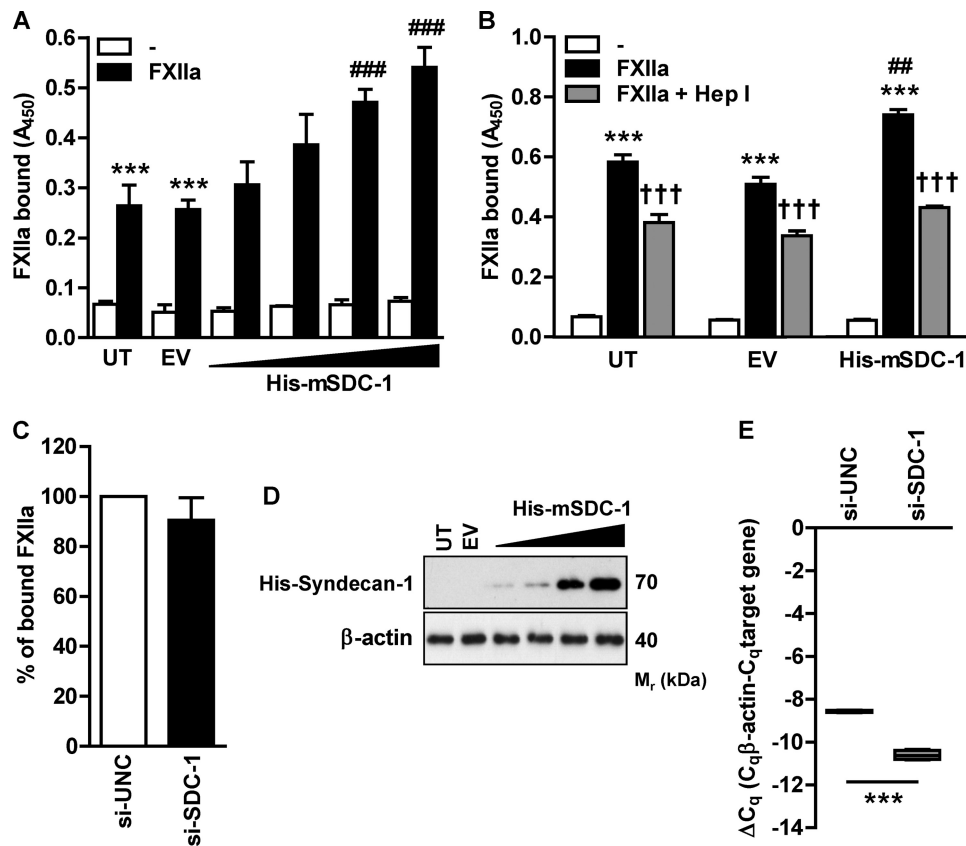 A
FXIIa bound (A450)
0.6
0.5
0.4
0.3
0.2
0.1
0.0
-
FXIIa
***
***
###
###
UT
EV
His-mSDC-1
B
FXIIa bound (A450)
1.0
0.8
0.6
0.4
0.2
0.0
-
FXIIa
FXIIa + Hep I
***
†††
***
†††
##
***
†††
UT
EV
His-mSDC-1
C
% of bound FXIIa
120
100
80
60
40
20
0
si-UNC
si-SDC-1
D
His-mSDC-1
UT
EV
His-Syndecan-1
70
β-actin
40
Mr (kDa)
E
si-UNC
si-SDC-1
ΔCq (Cqβ-actin-Cqtarget gene)
0
-2
-4
-6
-8
-10
-12
-14
***